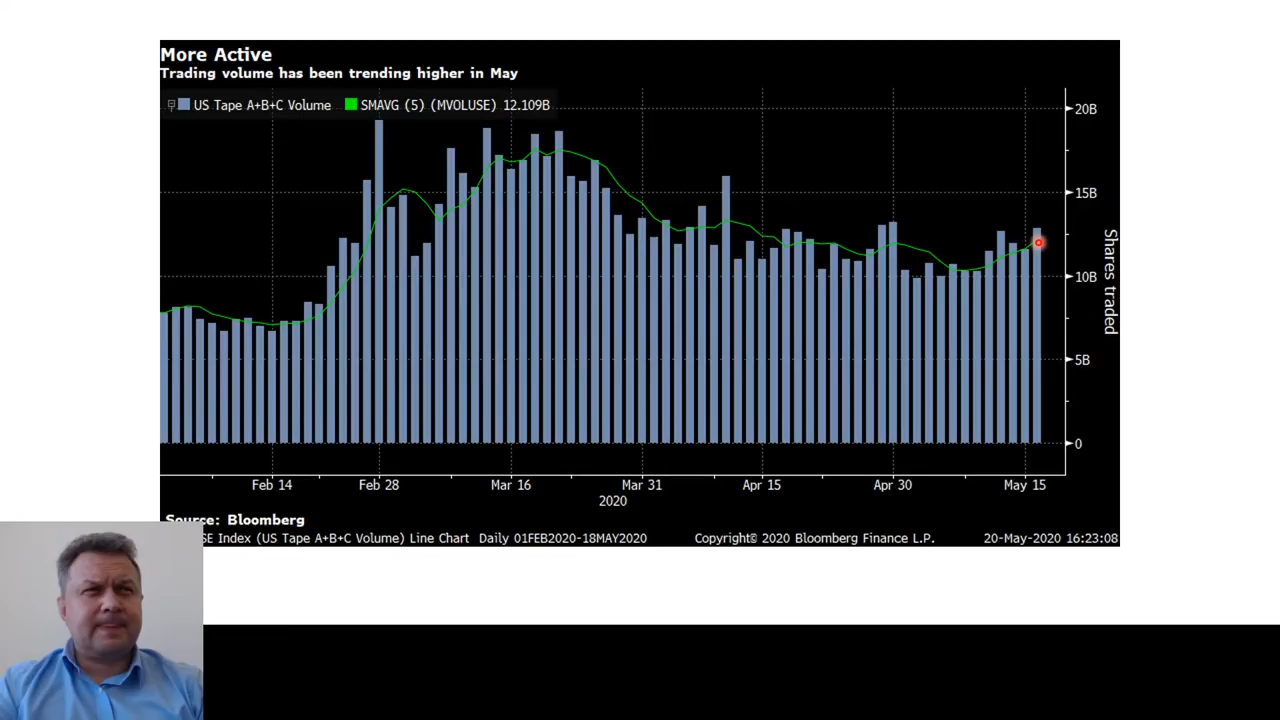 More Active
Trading volume has been trending higher in May
US Tape A+B+C Volume SMAVG (5) (MVOLUSE) 12.109B
20B
15B
10B
5B
0
Shares traded
Feb 14 Feb 28 Mar 16 Mar 31 Apr 15 Apr 30 May 15
2020
Source: Bloomberg
SE Index (US Tape A+B+C Volume) Line Chart Daily 01FEB2020-18MAY2020 Copyright© 2020 Bloomberg Finance L.P. 20-May-2020 16:23:08